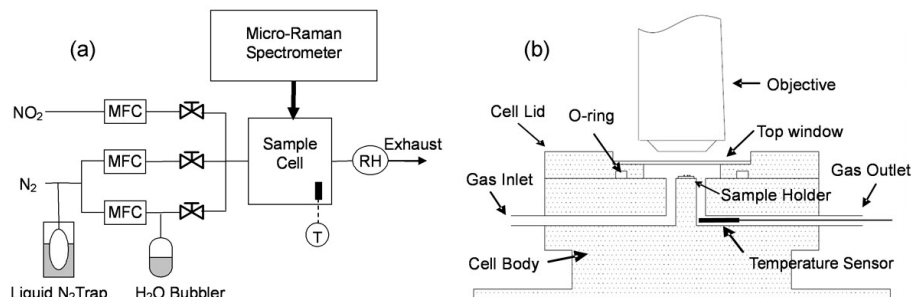 (a)
Micro-Raman
Spectrometer
NO₂
MFC
MFC
N₂
MFC
Sample
Cell
RH
Exhaust
T
Liquid N₂Trap
H₂O Bubbler
(b)
Objective
Cell Lid
O-ring
Top window
Gas Inlet
Sample Holder
Gas Outlet
Cell Body
Temperature Sensor